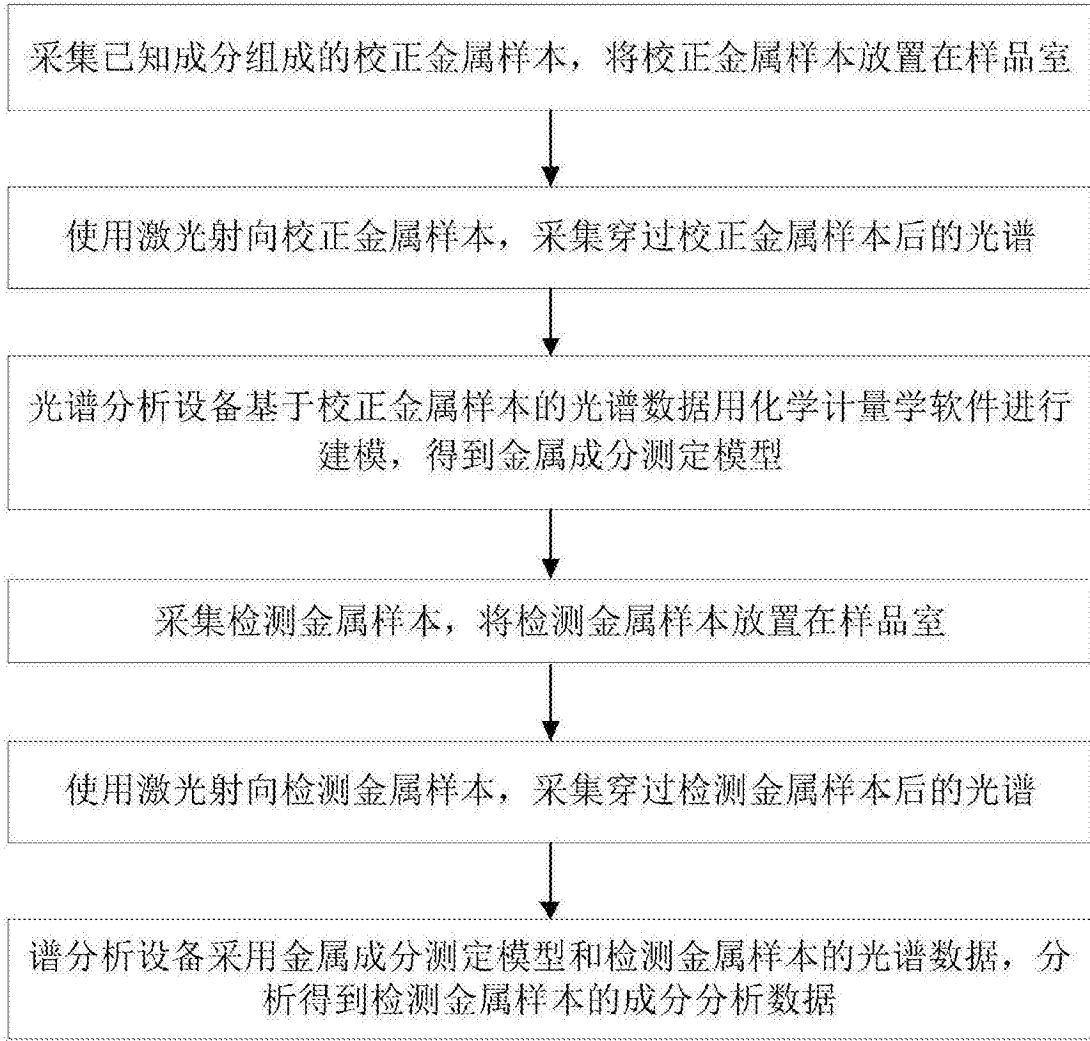 采集已知成分组成的校正金属样本，将校正金属样本放置在样品室
使用激光射向校正金属样本，采集穿过校正金属样本后的光谱
光谱分析设备基于校正金属样本的光谱数据用化学计量学软件进行
建模，得到金属成分测定模型
采集检测金属样本，将检测金属样本放置在样品室
使用激光射向检测金属样本，采集穿过检测金属样本后的光谱
谱分析设备采用金属成分测定模型和检测金属样本的光谱数据，分
析得到检测金属样本的成分分析数据